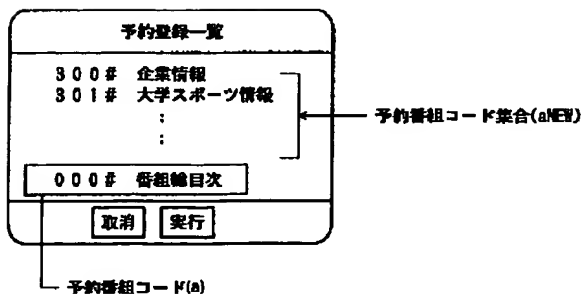 予約登録一覧
300# 企業情報
301# 大学スポーツ情報
:
:
予約番組コード集合(aNEW)
000# 番組総目次
取消 実行
予約番組コード(a)